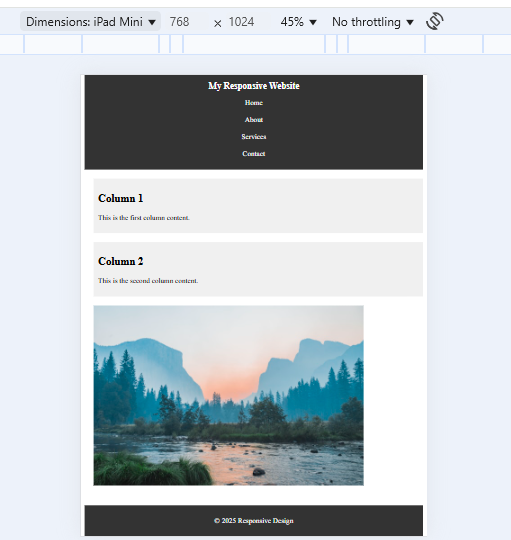 Dimensions: iPad Mini ▼ 768 × 1024 45% ▼ No throttling ▼
My Responsive Website
Home
About
Services
Contact
Column 1
This is the first column content.
Column 2
This is the second column content.
© 2025 Responsive Design